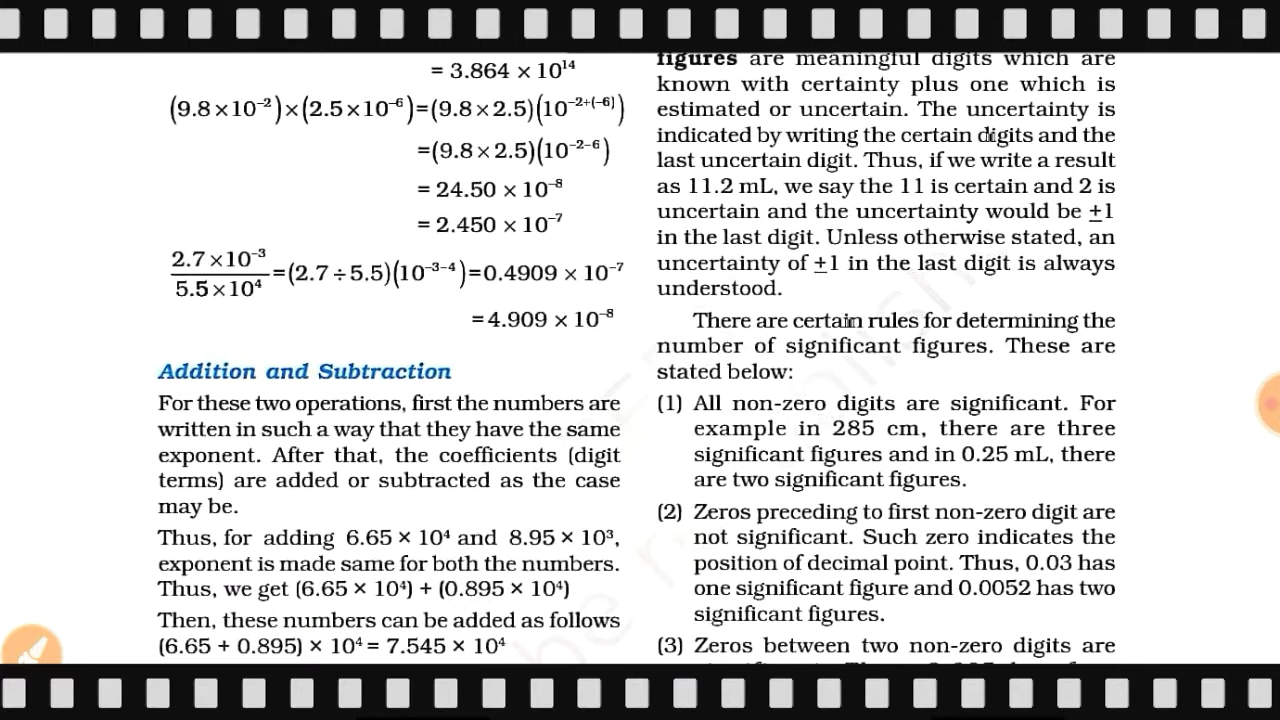 = 3.864 × 10¹⁴
(9.8 × 10⁻²) × (2.5 × 10⁻⁶) = (9.8 × 2.5)(10⁻²⁺⁽⁻⁶⁾)
= (9.8 × 2.5)(10⁻²⁻⁶)
= 24.50 × 10⁻⁸
= 2.450 × 10⁻⁷
2.7 × 10⁻³
5.5 × 10⁴ = (2.7 ÷ 5.5)(10⁻³⁻⁴) = 0.4909 × 10⁻⁷
= 4.909 × 10⁻⁸
Addition and Subtraction
For these two operations, first the numbers are
written in such a way that they have the same
exponent. After that, the coefficients (digit
terms) are added or subtracted as the case
may be.
Thus, for adding 6.65 × 10⁴ and 8.95 × 10³,
exponent is made same for both the numbers.
Thus, we get (6.65 × 10⁴) + (0.895 × 10⁴)
Then, these numbers can be added as follows
(6.65 + 0.895) × 10⁴ = 7.545 × 10⁴
figures are meaningful digits which are
known with certainty plus one which is
estimated or uncertain. The uncertainty is
indicated by writing the certain digits and the
last uncertain digit. Thus, if we write a result
as 11.2 mL, we say the 11 is certain and 2 is
uncertain and the uncertainty would be ±1
in the last digit. Unless otherwise stated, an
uncertainty of ±1 in the last digit is always
understood.
There are certain rules for determining the
number of significant figures. These are
stated below:
(1) All non-zero digits are significant. For
example in 285 cm, there are three
significant figures and in 0.25 mL, there
are two significant figures.
(2) Zeros preceding to first non-zero digit are
not significant. Such zero indicates the
position of decimal point. Thus, 0.03 has
one significant figure and 0.0052 has two
significant figures.
(3) Zeros between two non-zero digits are